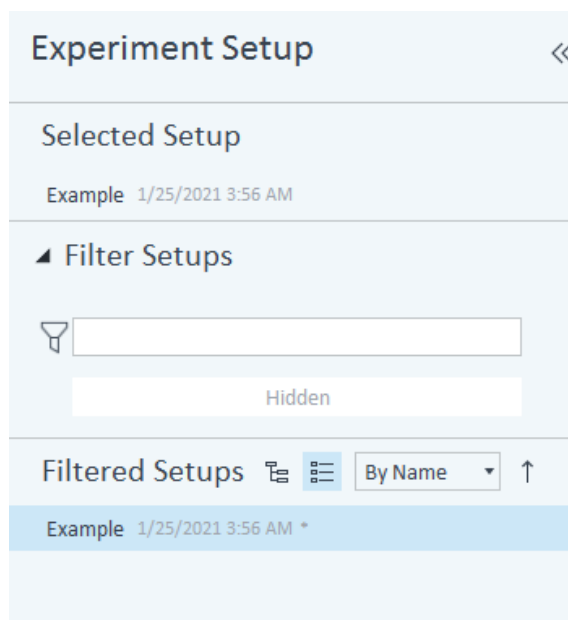 Experiment Setup
Selected Setup
Example 1/25/2021 3:56 AM
Filter Setups
Hidden
Filtered Setups By Name
Example 1/25/2021 3:56 AM *